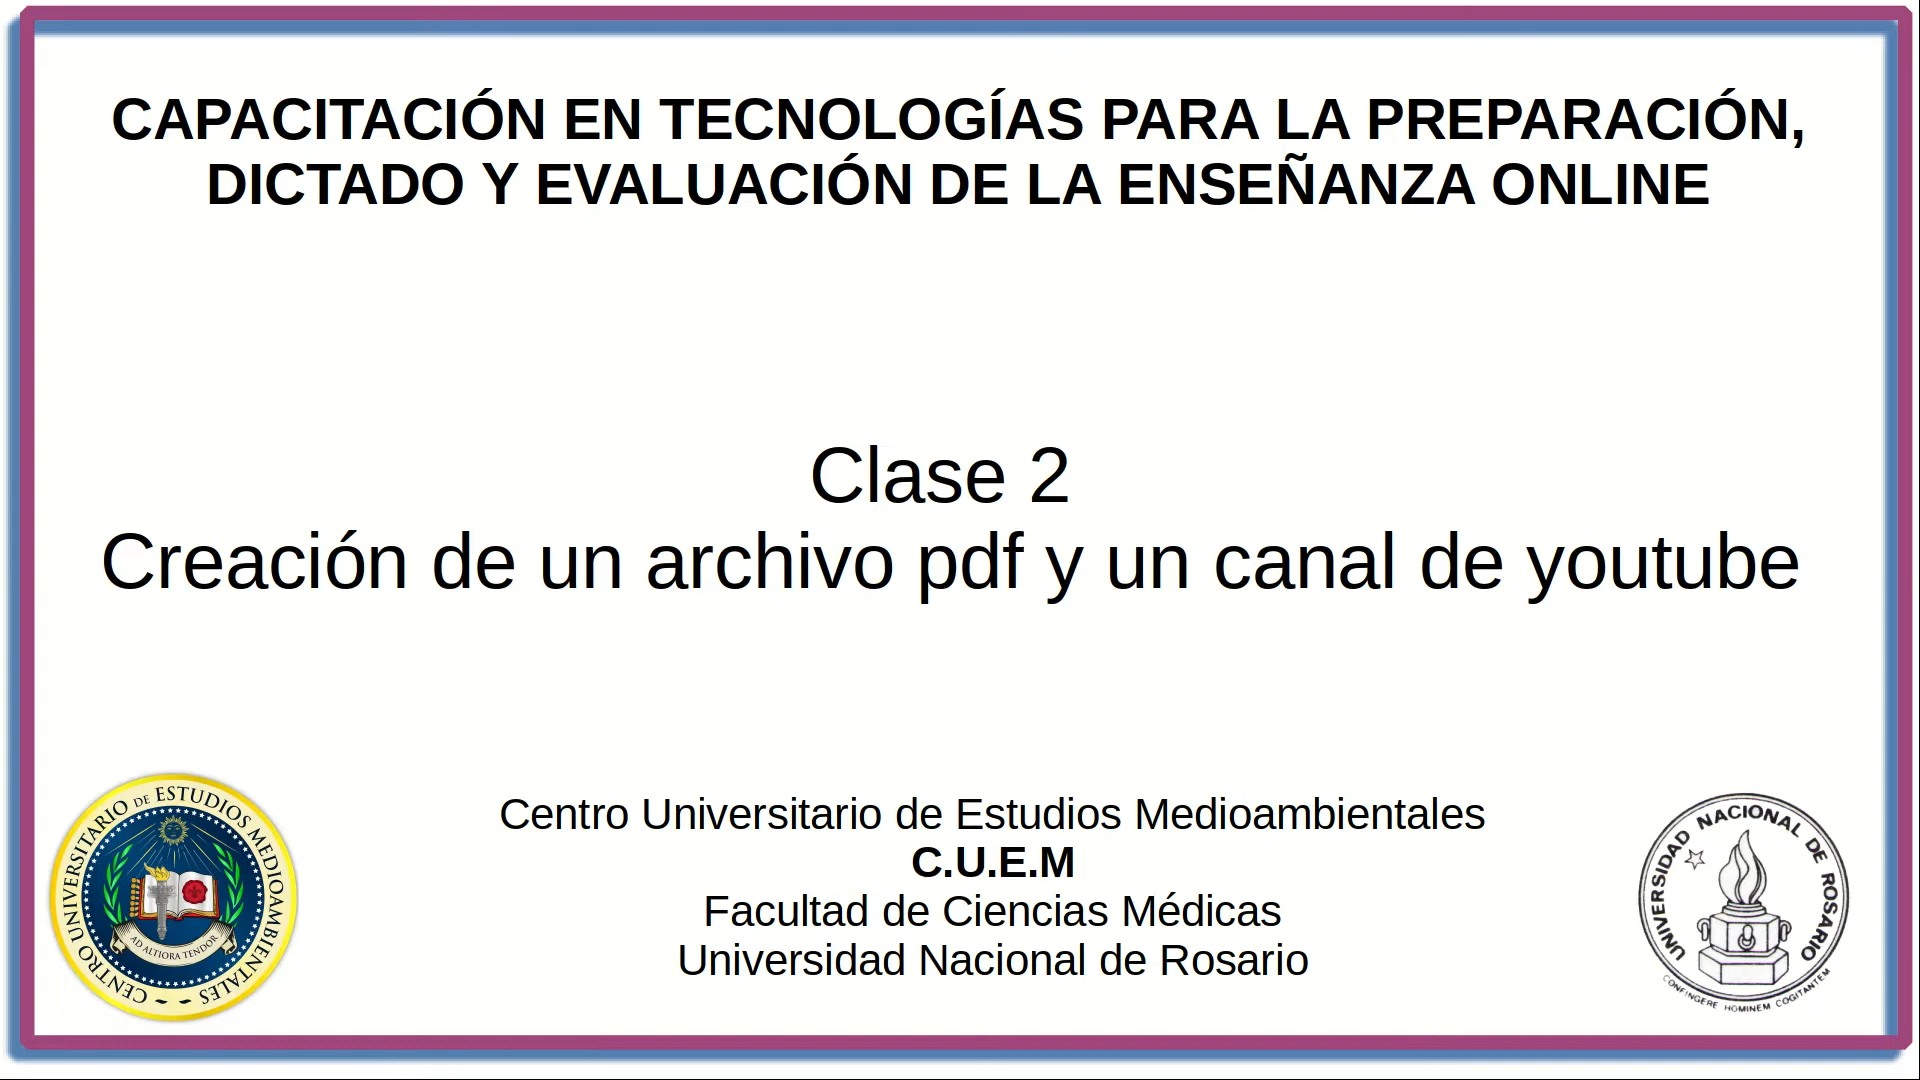 CAPACITACIÓN EN TECNOLOGÍAS PARA LA PREPARACIÓN,
DICTADO Y EVALUACIÓN DE LA ENSEÑANZA ONLINE
Clase 2
Creación de un archivo pdf y un canal de youtube
Centro Universitario de Estudios Medioambientales
C.U.E.M
Facultad de Ciencias Médicas
Universidad Nacional de Rosario
CENTRO UNIVERSITARIO DE ESTUDIOS MEDIOAMBIENTALES
AD ALTIORA TENDOR
UNIVERSIDAD NACIONAL DE ROSARIO
CONFINGERE HOMINEM COGITANTEM